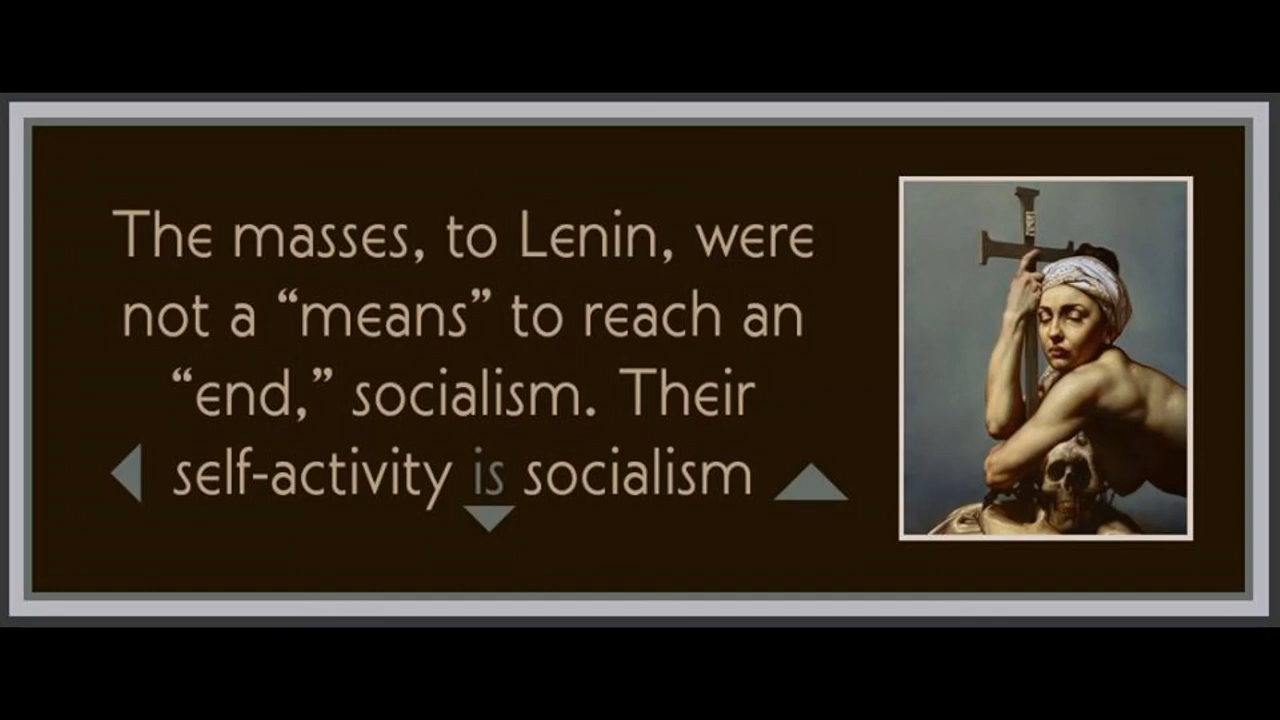 The masses, to Lenin, were
not a “means” to reach an
“end,” socialism. Their
self-activity is socialism